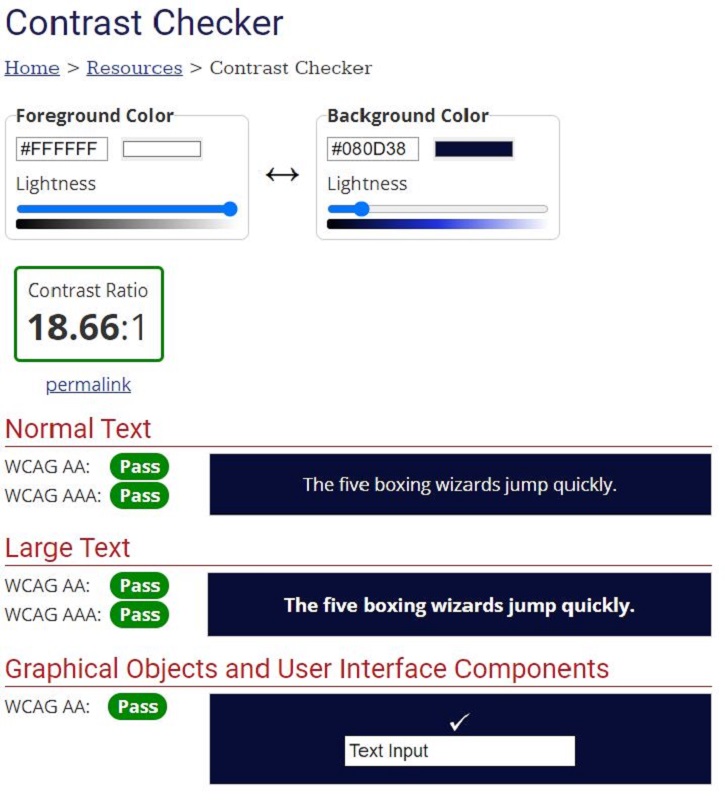 Contrast Checker
Home > Resources > Contrast Checker
Foreground Color
#FFFFFF
Lightness
Background Color
#080D38
Lightness
Contrast Ratio
18.66:1
permalink
Normal Text
WCAG AA: Pass
WCAG AAA: Pass
The five boxing wizards jump quickly.
Large Text
WCAG AA: Pass
WCAG AAA: Pass
The five boxing wizards jump quickly.
Graphical Objects and User Interface Components
WCAG AA: Pass
✓
Text Input